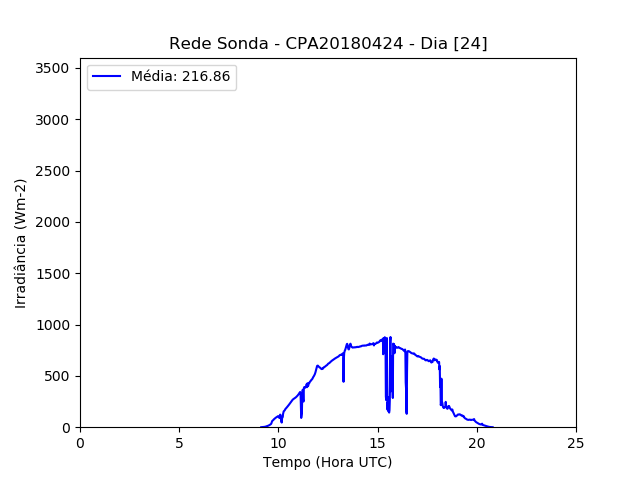 Rede Sonda - CPA20180424 - Dia [24]
Média: 216.86
3500
3000
2500
2000
1500
1000
500
0
Irradiância (Wm-2)
0 5 10 15 20 25
Tempo (Hora UTC)